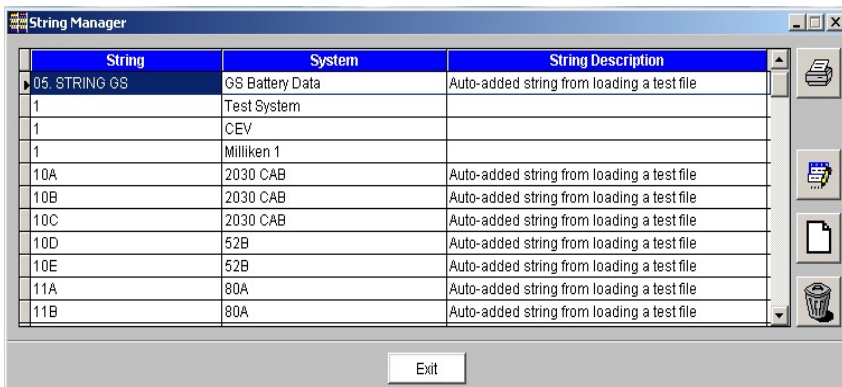 String Manager
String System String Description
05. STRING GS GS Battery Data Auto-added string from loading a test file
1 Test System
1 CEV
1 Milliken 1
10A 2030 CAB Auto-added string from loading a test file
10B 2030 CAB Auto-added string from loading a test file
10C 2030 CAB Auto-added string from loading a test file
10D 52B Auto-added string from loading a test file
10E 52B Auto-added string from loading a test file
11A 80A Auto-added string from loading a test file
11B 80A Auto-added string from loading a test file
Exit